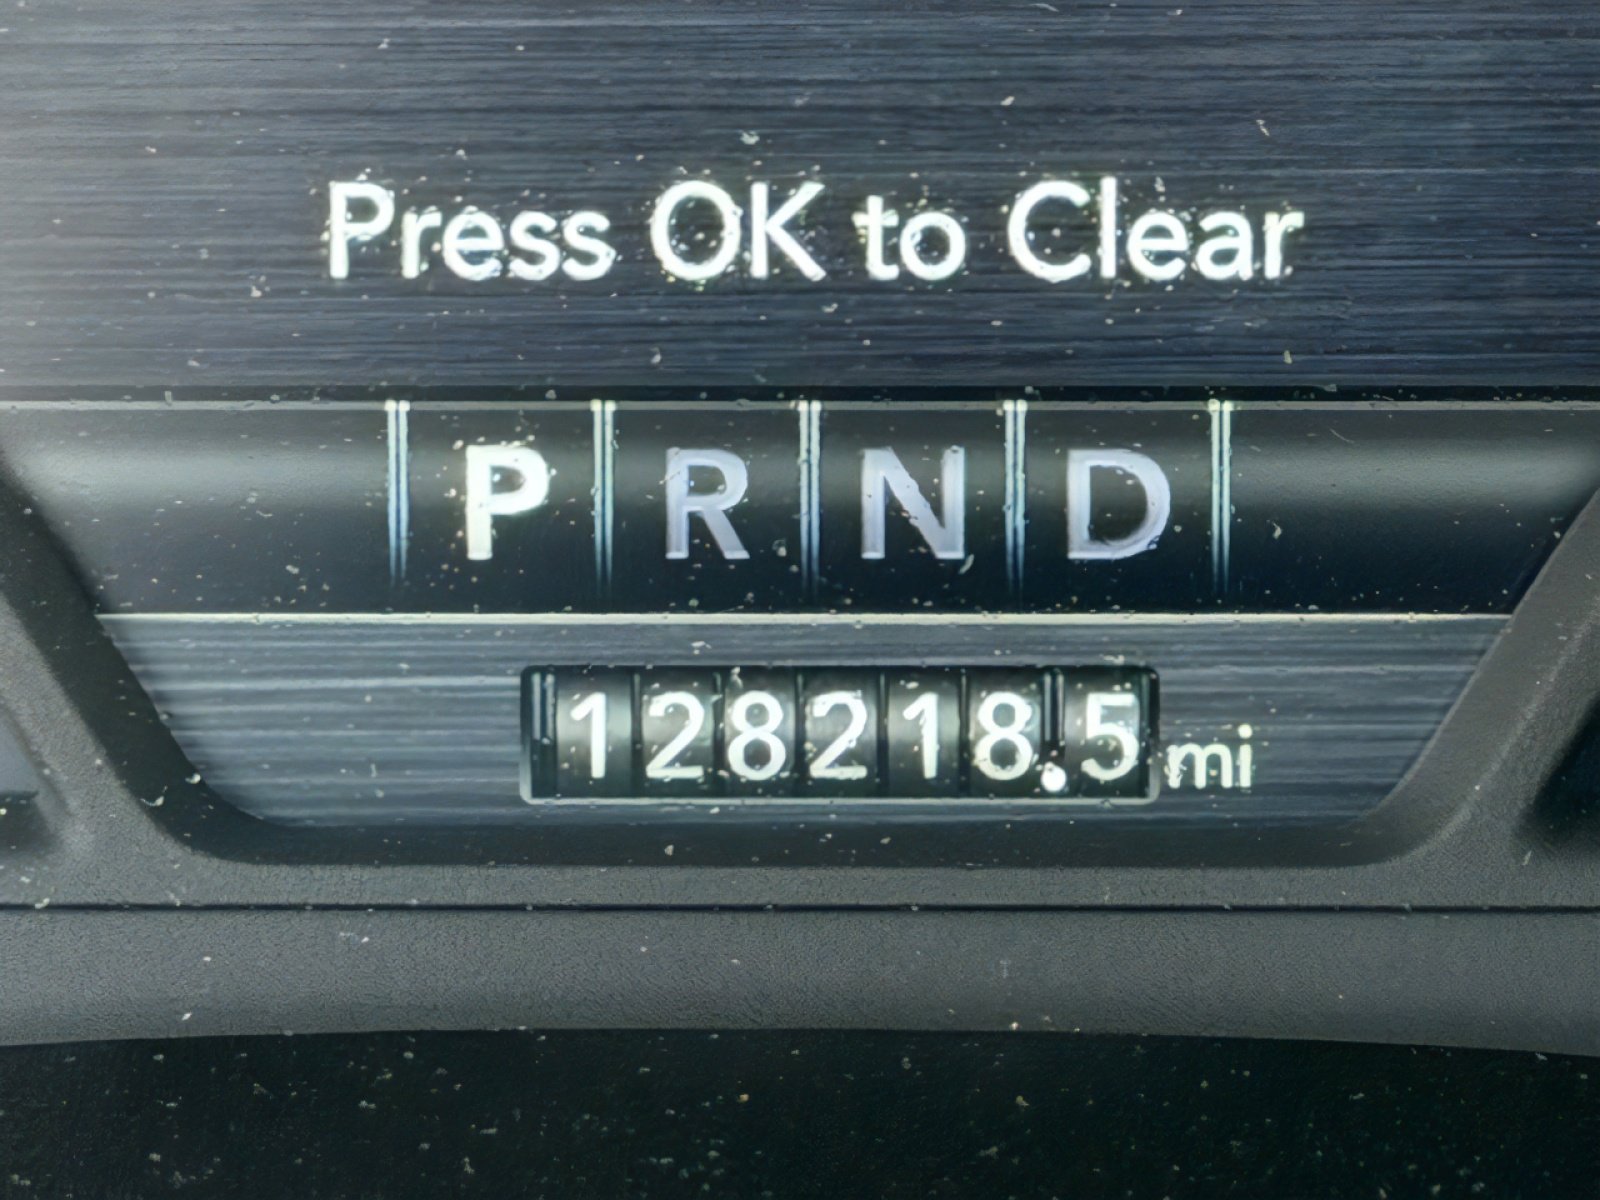 Press OK to Clear
P R N D
128218.5 mi